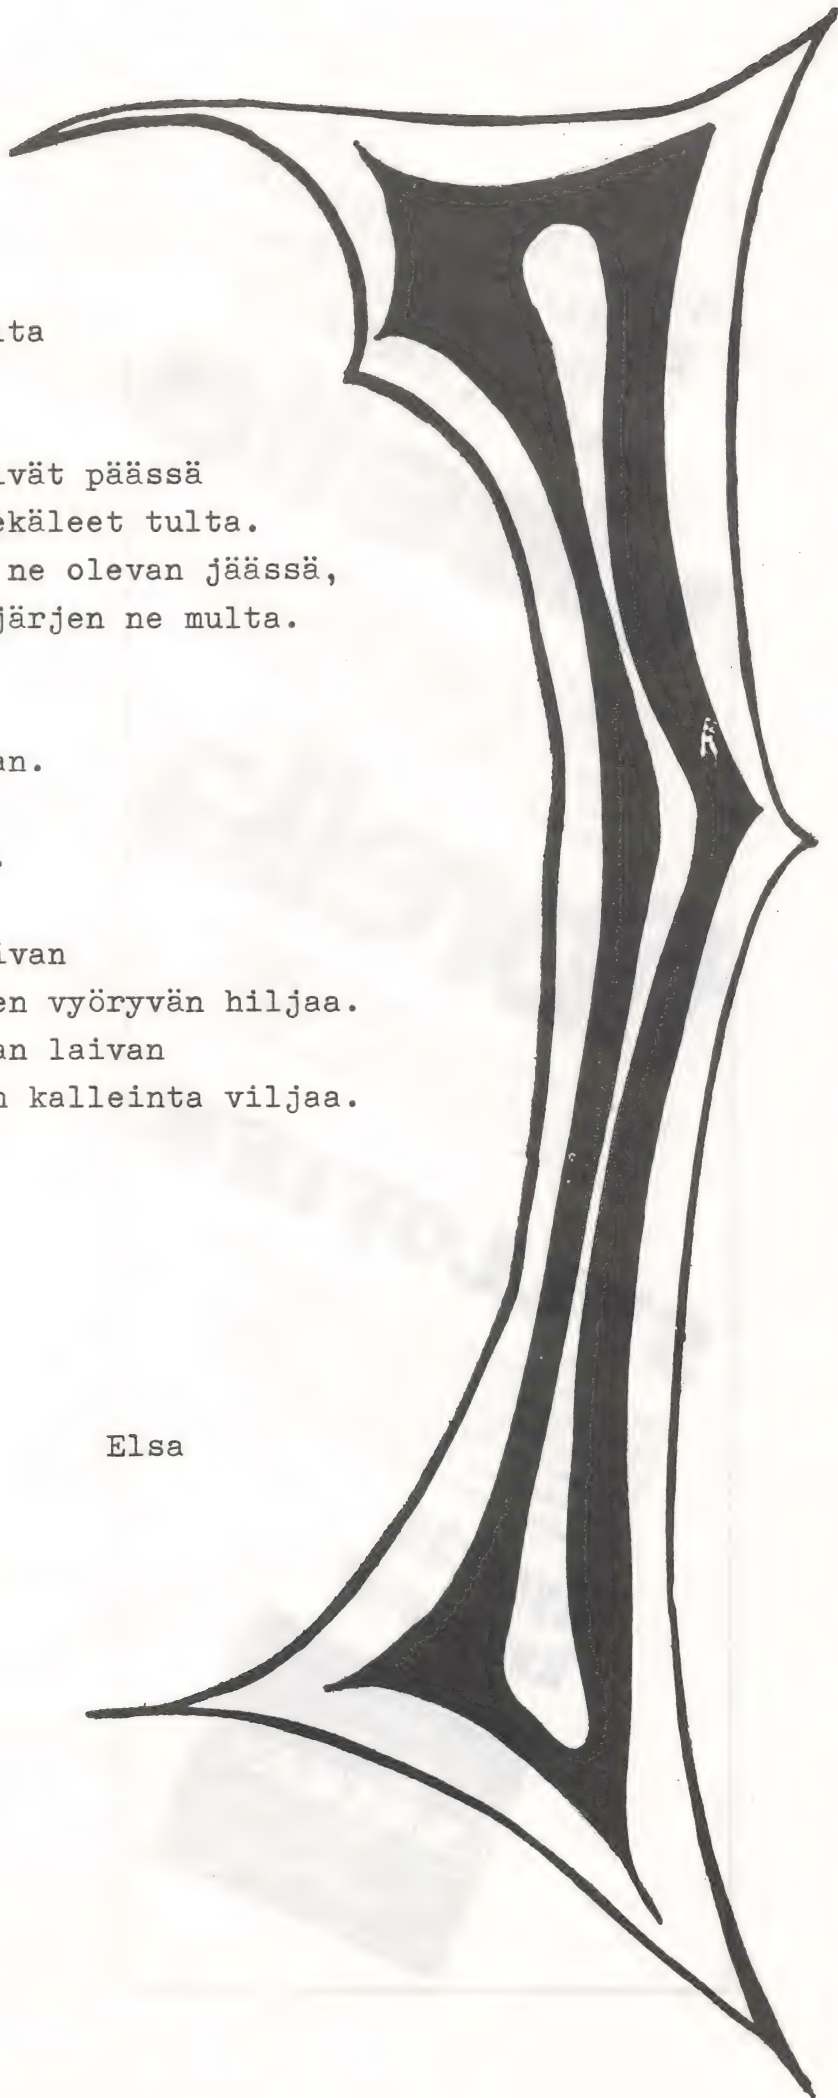 lta
ivät päässä
ekäleet tulta.
ne olevan jäässä,
järjen ne multa.
an.
.
ivan
en vyöryvän hiljaa.
an laivan
n kalleinta viljaa.
Elsa